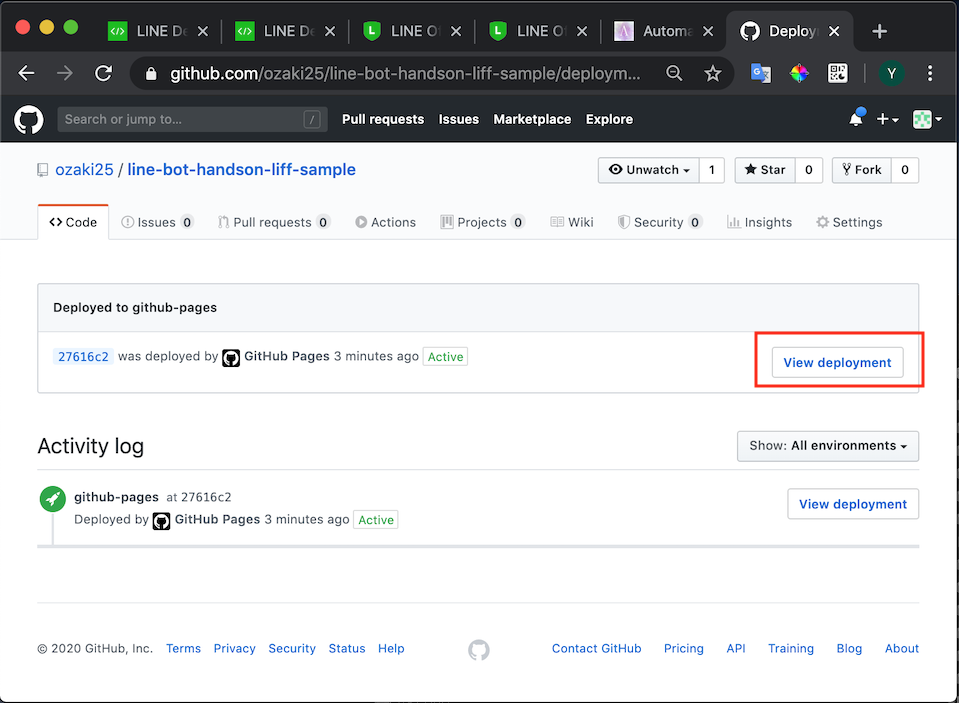 LINE De LINE De LINE O LINE O Automa Deploy
github.com/ozaki25/line-bot-handson-liff-sample/deploym... Y
Search or jump to... / Pull requests Issues Marketplace Explore
ozaki25 / line-bot-handson-liff-sample Unwatch 1 Star 0 Fork 0
Code Issues 0 Pull requests 0 Actions Projects 0 Wiki Security 0 Insights Settings
Deployed to github-pages
27616c2 was deployed by GitHub Pages 3 minutes ago Active View deployment
Activity log Show: All environments
github-pages at 27616c2
Deployed by GitHub Pages 3 minutes ago Active View deployment
© 2020 GitHub, Inc. Terms Privacy Security Status Help Contact GitHub Pricing API Training Blog About